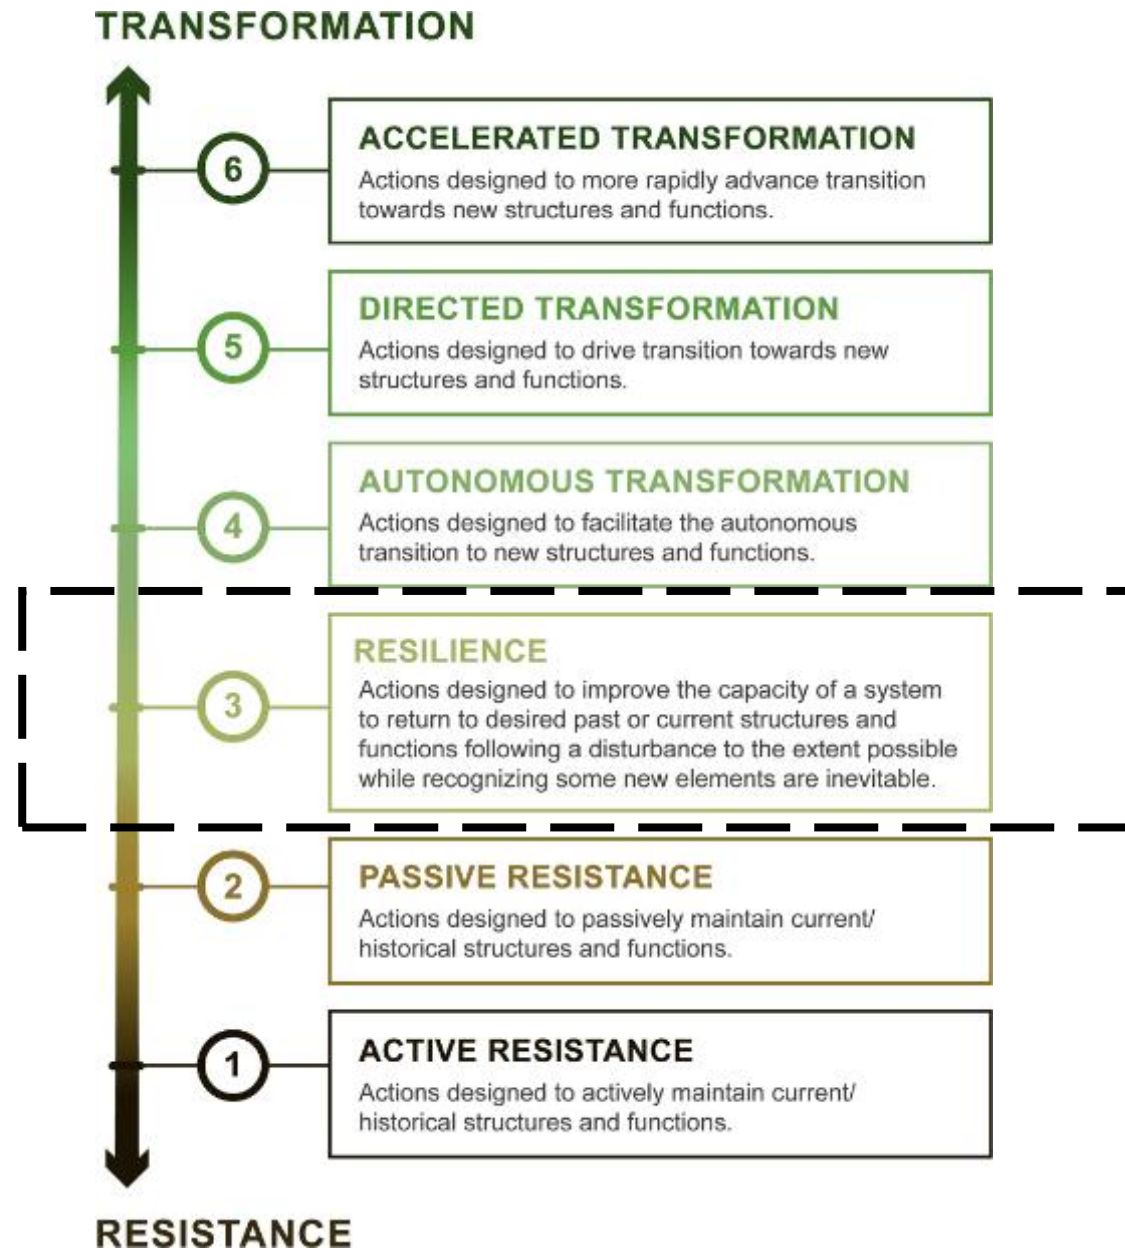 TRANSFORMATION
6
ACCELERATED TRANSFORMATION
Actions designed to more rapidly advance transition
towards new structures and functions.
5
DIRECTED TRANSFORMATION
Actions designed to drive transition towards new
structures and functions.
4
AUTONOMOUS TRANSFORMATION
Actions designed to facilitate the autonomous
transition to new structures and functions.
3
RESILIENCE
Actions designed to improve the capacity of a system
to return to desired past or current structures and
functions following a disturbance to the extent possible
while recognizing some new elements are inevitable.
2
PASSIVE RESISTANCE
Actions designed to passively maintain current/
historical structures and functions.
1
ACTIVE RESISTANCE
Actions designed to actively maintain current/
historical structures and functions.
RESISTANCE